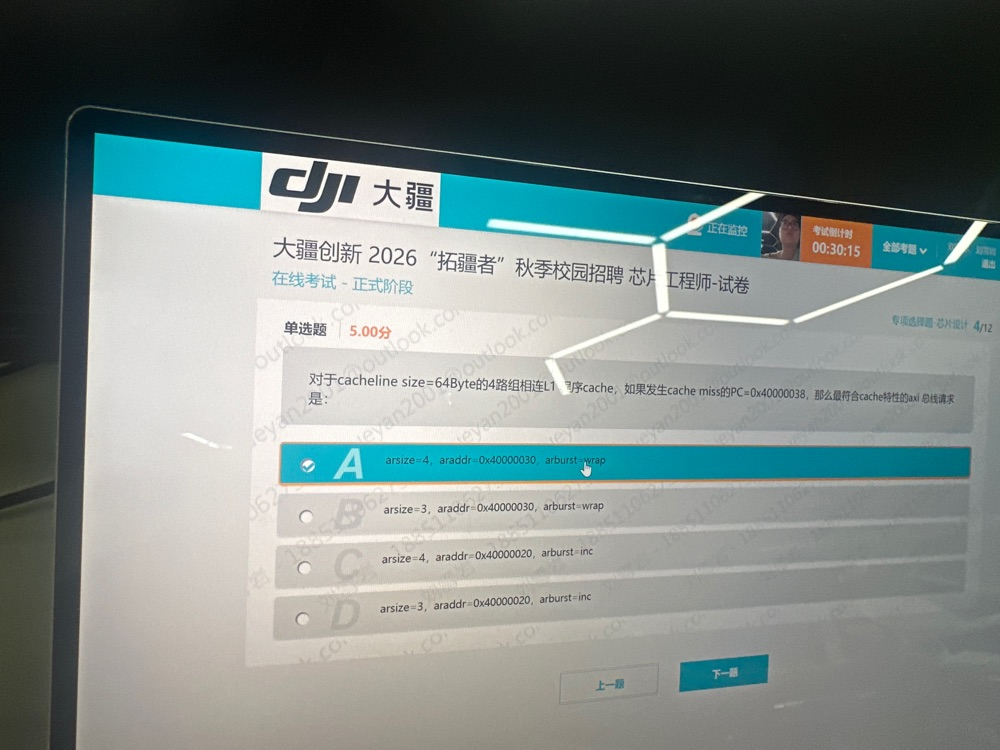 dji 大疆
正在监控
考试倒计时
00:30:15
全部考题
退出
大疆创新 2026“拓疆者”秋季校园招聘 芯片工程师-试卷
在线考试 - 正式阶段
专项选择题-芯片设计 4/12
单选题 5.00分
对于cacheline size=64Byte的4路组相连L1 程序cache，如果发生cache miss的PC=0x40000038，那么最符合cache特性的axi 总线请求
是：
A arsize=4，araddr=0x40000030，arburst=wrap
B arsize=3，araddr=0x40000030，arburst=wrap
C arsize=4，araddr=0x40000020，arburst=inc
D arsize=3，araddr=0x40000020，arburst=inc
上一题
下一题